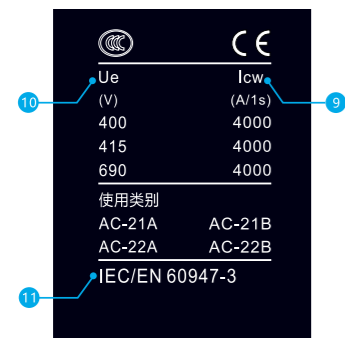 CCC CE
Ue Icw
(V) (A/1s)
400 4000
415 4000
690 4000
使用类别
AC-21A AC-21B
AC-22A AC-22B
IEC/EN 60947-3
10
9
11